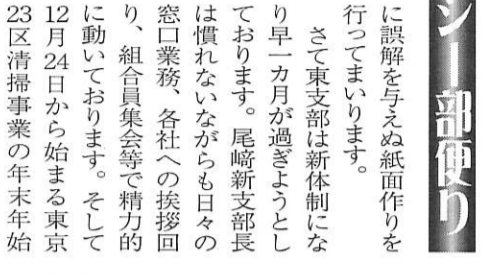 ンー部便り
に誤解を与えぬ紙面作りを
行ってまいります。
さて東支部は新体制にな
り早一カ月が過ぎようとし
ております。尾﨑新支部長
は慣れないながらも日々の
窓口業務、各社への挨拶回
り、組合員集会等で精力的
に動いております。そして
12月24日から始まる東京
23区清掃事業の年末年始